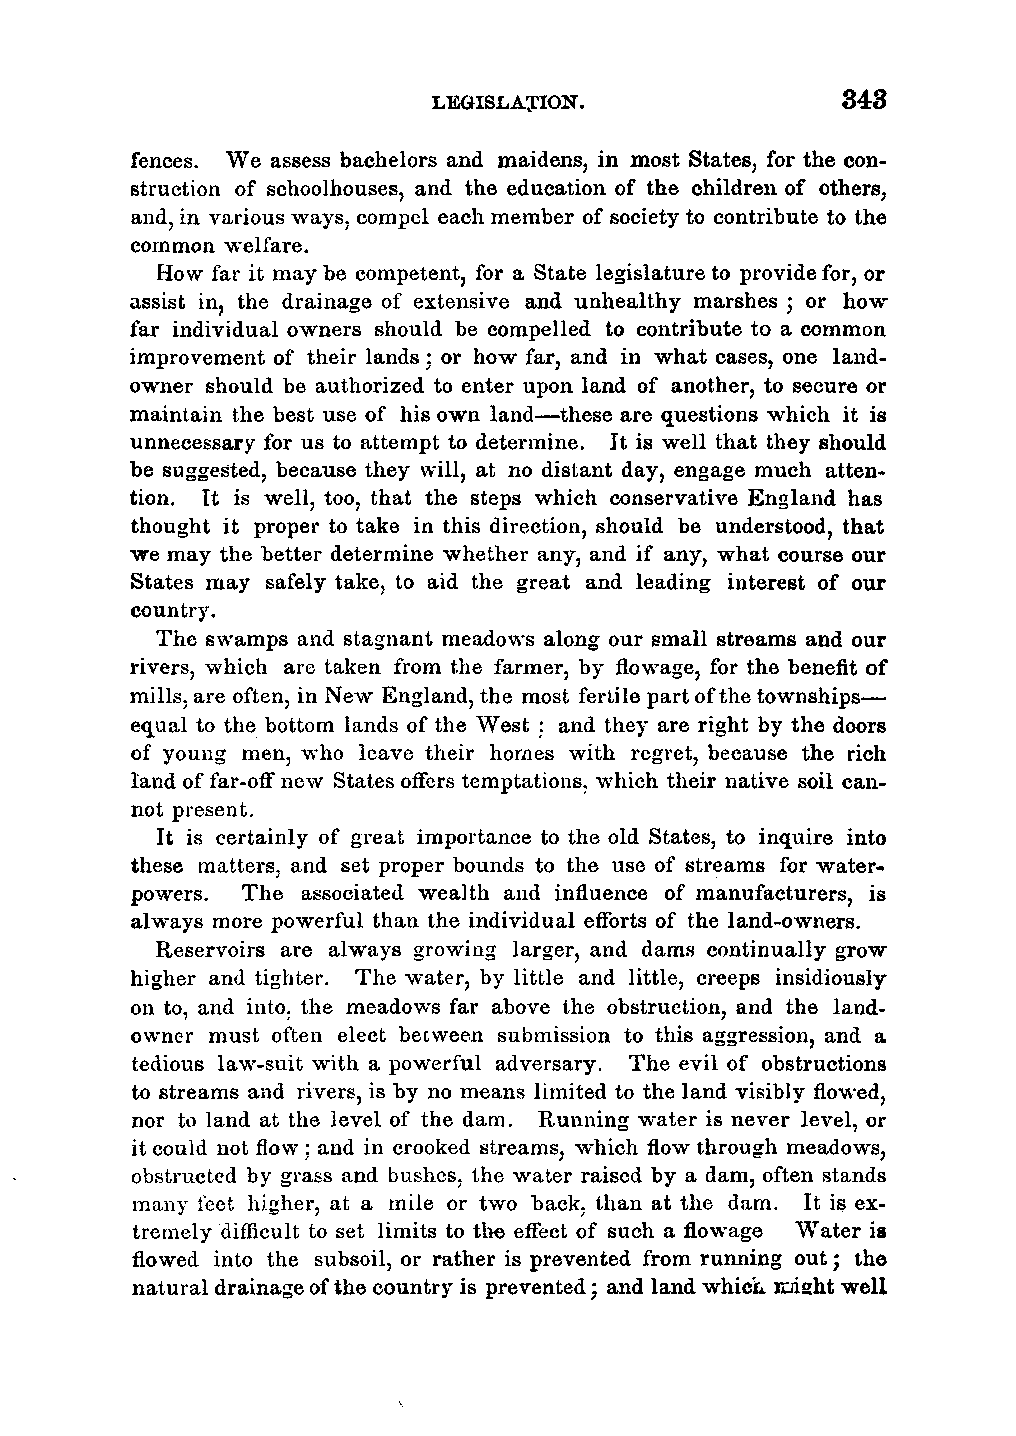 LEGISLATION. 343
fences. We assess bachelors and maidens, in most States, for the con-
struction of schoolhouses, and the education of the children of others,
and, in various ways, compel each member of society to contribute to the
common welfare.
How far it may be competent, for a State legislature to provide for, or
assist in, the drainage of extensive and unhealthy marshes ; or how
far individual owners should be compelled to contribute to a common
improvement of their lands ; or how far, and in what cases, one land-
owner should be authorized to enter upon land of another, to secure or
maintain the best use of his own land—these are questions which it is
unnecessary for us to attempt to determine. It is well that they should
be suggested, because they will, at no distant day, engage much atten-
tion. It is well, too, that the steps which conservative England has
thought it proper to take in this direction, should be understood, that
we may the better determine whether any, and if any, what course our
States may safely take, to aid the great and leading interest of our
country.
The swamps and stagnant meadows along our small streams and our
rivers, which are taken from the farmer, by flowage, for the benefit of
mills, are often, in New England, the most fertile part of the townships—
equal to the bottom lands of the West ; and they are right by the doors
of young men, who leave their homes with regret, because the rich
land of far-off new States offers temptations, which their native soil can-
not present.
It is certainly of great importance to the old States, to inquire into
these matters, and set proper bounds to the use of streams for water-
powers. The associated wealth and influence of manufacturers, is
always more powerful than the individual efforts of the land-owners.
Reservoirs are always growing larger, and dams continually grow
higher and tighter. The water, by little and little, creeps insidiously
on to, and into, the meadows far above the obstruction, and the land-
owner must often elect between submission to this aggression, and a
tedious law-suit with a powerful adversary. The evil of obstructions
to streams and rivers, is by no means limited to the land visibly flowed,
nor to land at the level of the dam. Running water is never level, or
it could not flow ; and in crooked streams, which flow through meadows,
obstructed by grass and bushes, the water raised by a dam, often stands
many feet higher, at a mile or two back, than at the dam. It is ex-
tremely difficult to set limits to the effect of such a flowage Water is
flowed into the subsoil, or rather is prevented from running out ; the
natural drainage of the country is prevented ; and land which might well